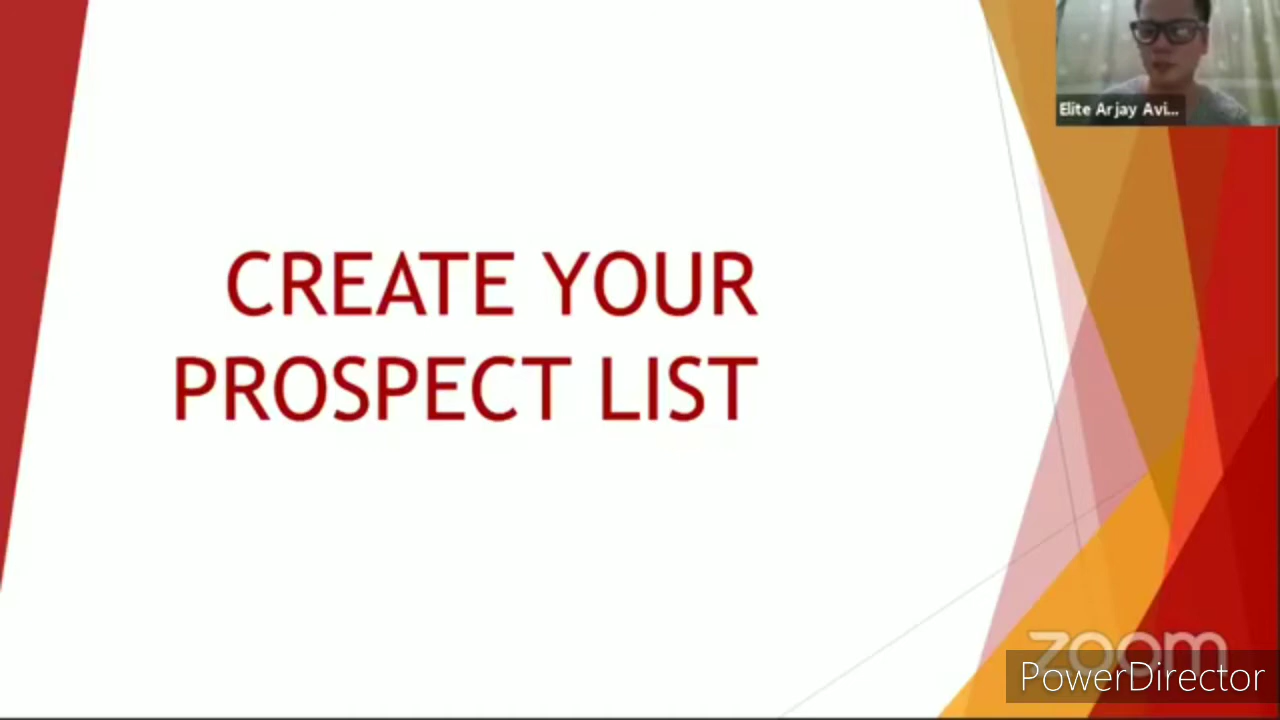 Elite Arjay Avi...
CREATE YOUR
PROSPECT LIST
zoom
PowerDirector